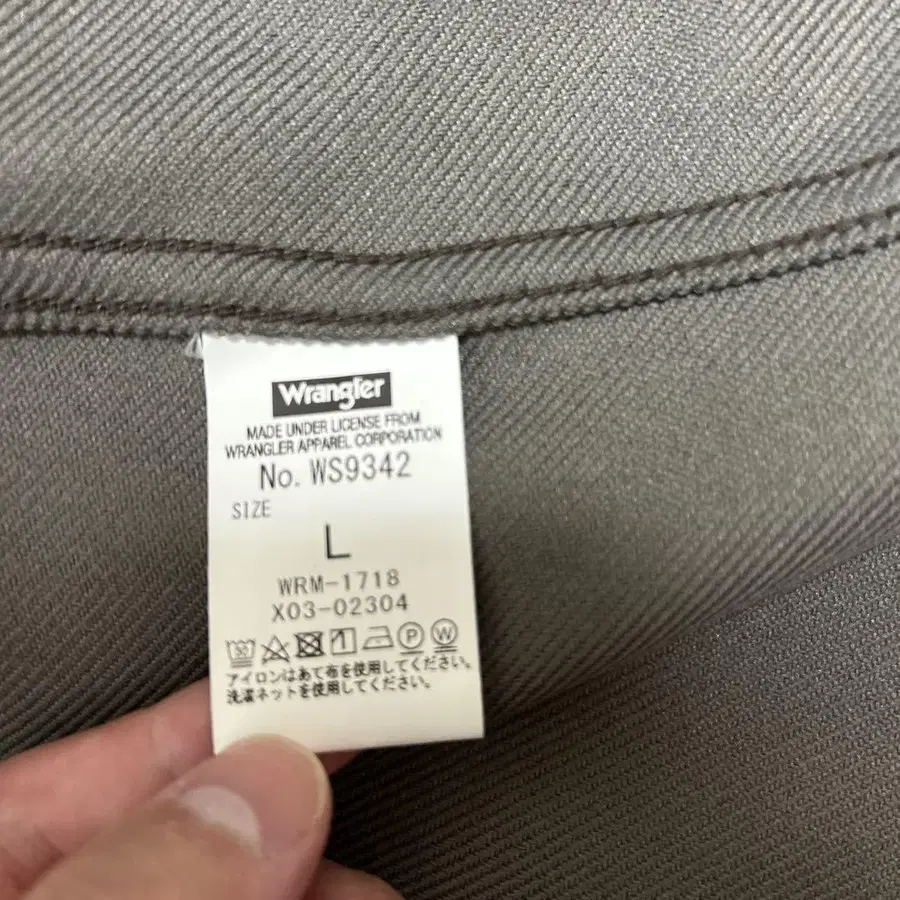 Wrangler
MADE UNDER LICENSE FROM
WRANGLER APPAREL CORPORATION
No. WS9342
SIZE
L
WRM-1718
X03-02304
30
P W
アイロンはあて布を使用してください。
洗濯ネットを使用してください。